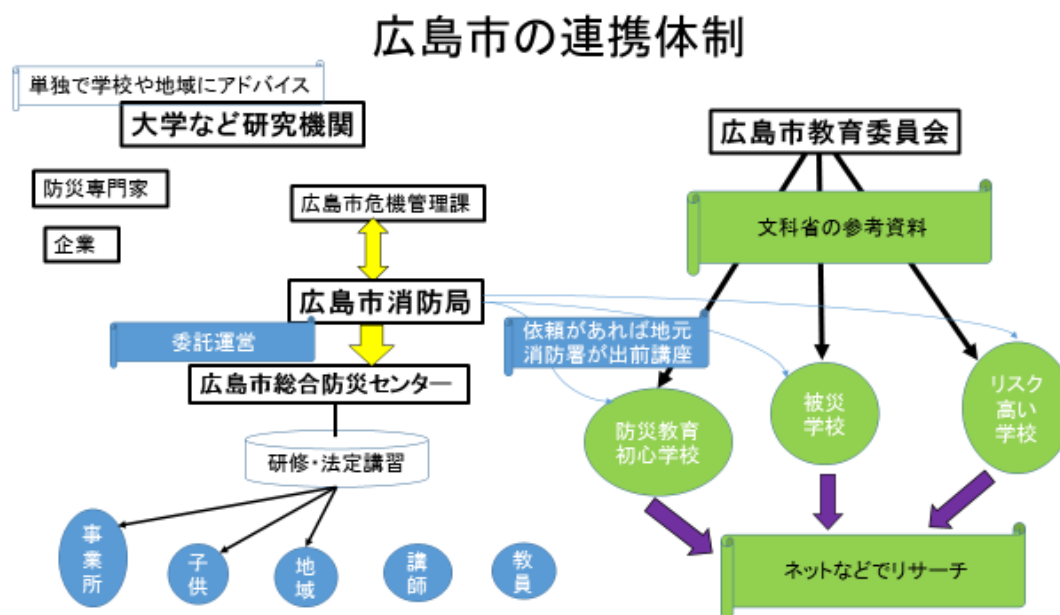 広島市の連携体制
単独で学校や地域にアドバイス
大学など研究機関
防災専門家
企業
広島市危機管理課
広島市消防局
委託運営
広島市総合防災センター
研修・法定講習
事業所
子供
地域
講師
教員
広島市教育委員会
文科省の参考資料
依頼があれば地元
消防署が出前講座
防災教育
初心学校
被災
学校
リスク
高い
学校
ネットなどでリサーチ